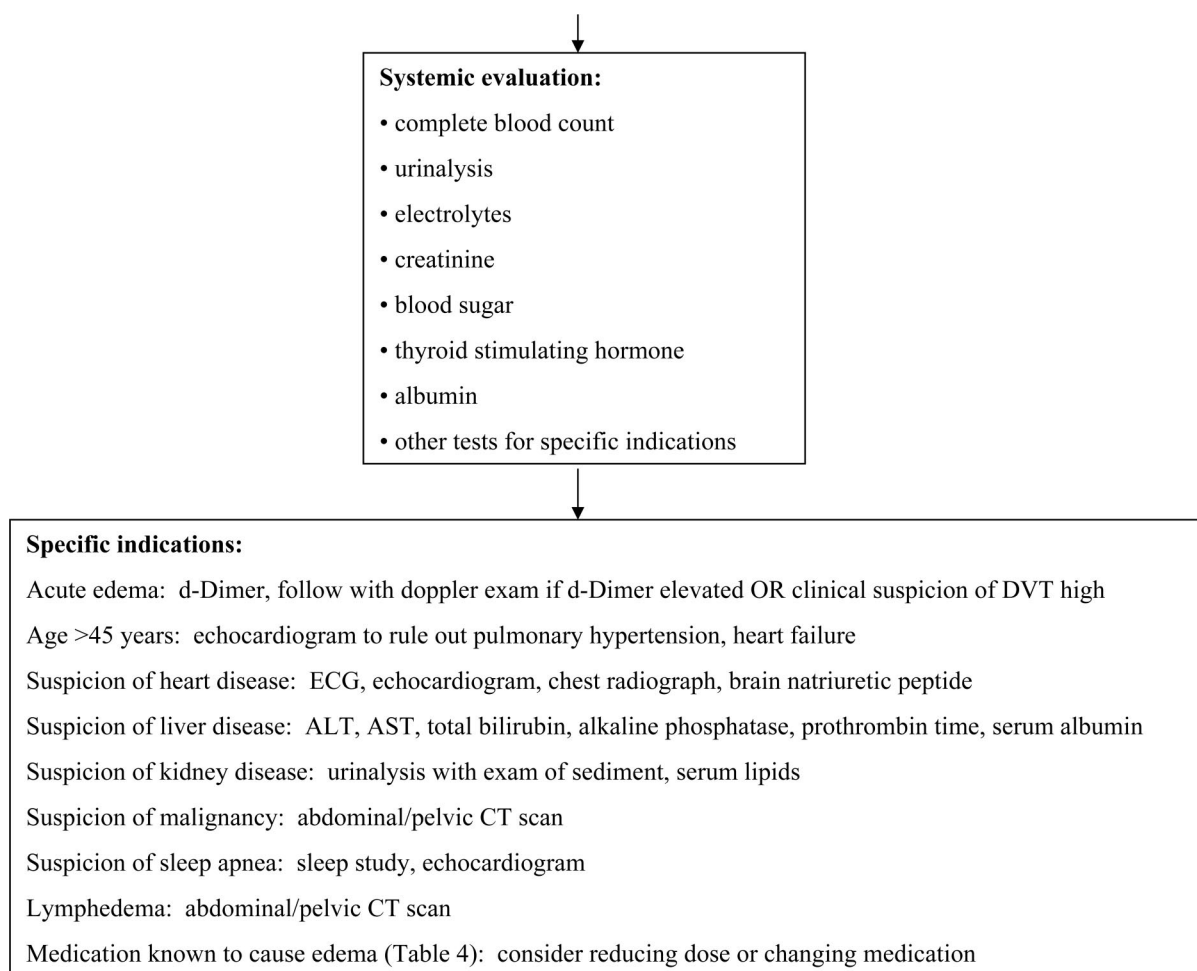 Systemic evaluation:
• complete blood count
• urinalysis
• electrolytes
• creatinine
• blood sugar
• thyroid stimulating hormone
• albumin
• other tests for specific indications
Specific indications:
Acute edema: d-Dimer, follow with doppler exam if d-Dimer elevated OR clinical suspicion of DVT high
Age >45 years: echocardiogram to rule out pulmonary hypertension, heart failure
Suspicion of heart disease: ECG, echocardiogram, chest radiograph, brain natriuretic peptide
Suspicion of liver disease: ALT, AST, total bilirubin, alkaline phosphatase, prothrombin time, serum albumin
Suspicion of kidney disease: urinalysis with exam of sediment, serum lipids
Suspicion of malignancy: abdominal/pelvic CT scan
Suspicion of sleep apnea: sleep study, echocardiogram
Lymphedema: abdominal/pelvic CT scan
Medication known to cause edema (Table 4): consider reducing dose or changing medication